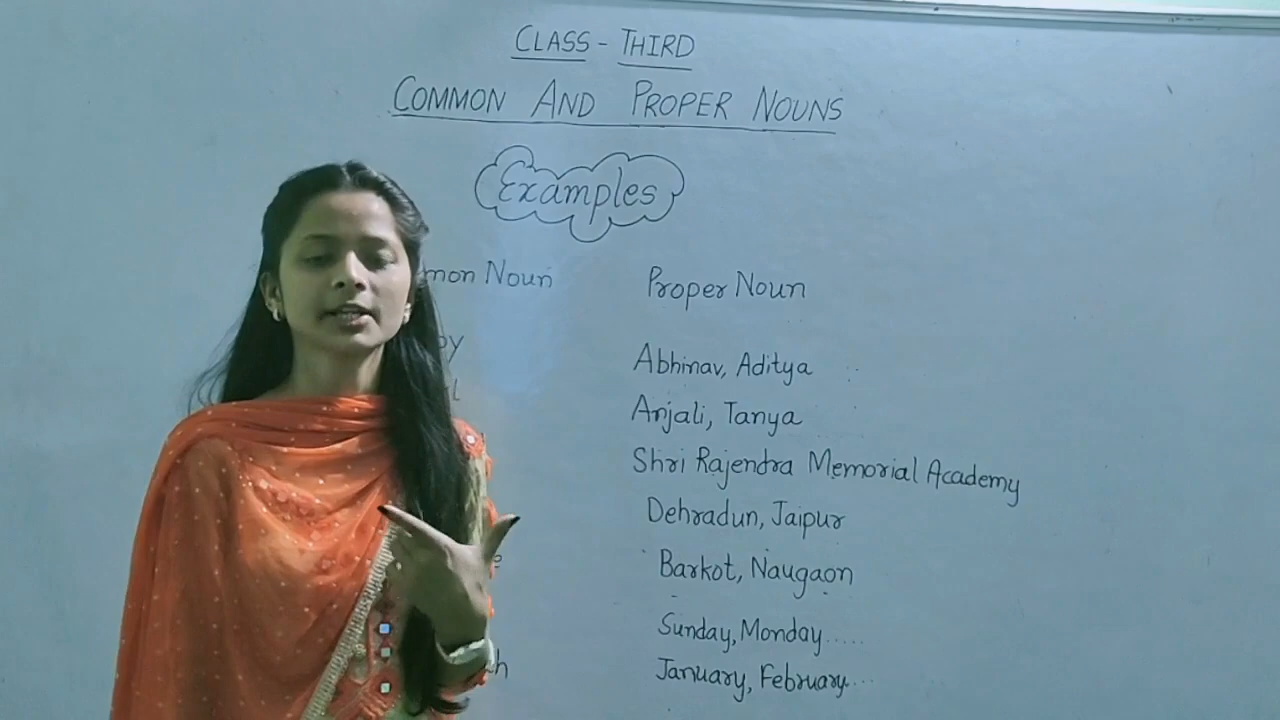 CLASS - THIRD
COMMON AND PROPER NOUNS
Examples
Noun Proper Noun
Abhinav, Aditya
Anjali, Tanya
Shri Rajendra Memorial Academy
Dehradun, Jaipur
Barkot, Naugaon
Sunday, Monday.....
January, February....